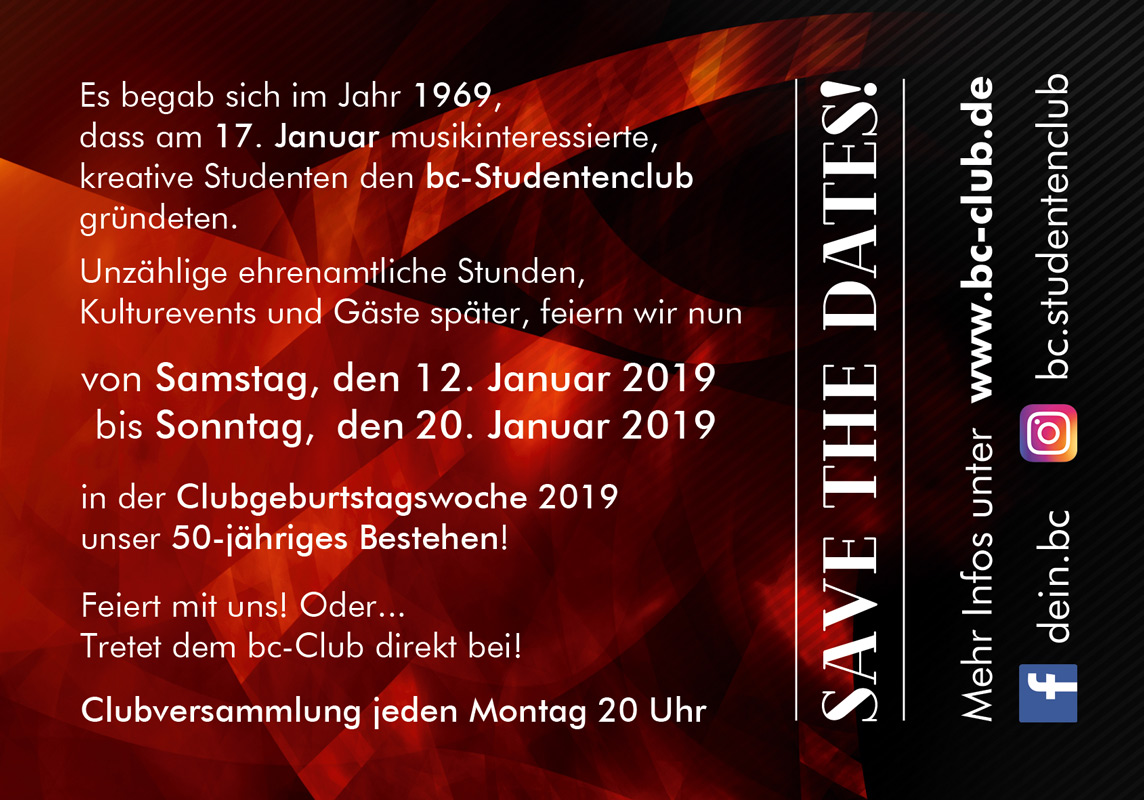 Es begab sich im Jahr 1969,
dass am 17. Januar musikinteressierte,
kreative Studenten den bc-Studentenclub
gründeten.
Unzählige ehrenamtliche Stunden,
Kulturevents und Gäste später, feiern wir nun
von Samstag, den 12. Januar 2019
bis Sonntag, den 20. Januar 2019
in der Clubgeburtstagswoche 2019
unser 50-jähriges Bestehen!
Feiert mit uns! Oder...
Tretet dem bc-Club direkt bei!
Clubversammlung jeden Montag 20 Uhr
SAVE THE DATES!
Mehr Infos unter www.bc-club.de
f dein.bc bc.studentenclub